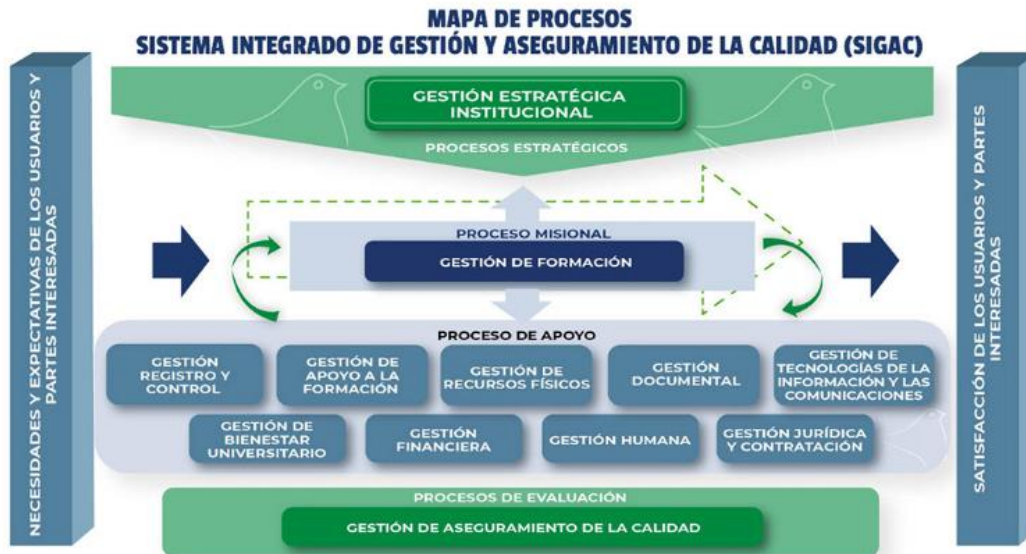 MAPA DE PROCESOS
SISTEMA INTEGRADO DE GESTIÓN Y ASEGURAMIENTO DE LA CALIDAD (SIGAC)
NECESIDADES Y EXPECTATIVAS DE LOS USUARIOS Y
PARTES INTERESADAS
GESTIÓN ESTRATÉGICA
INSTITUCIONAL
PROCESOS ESTRATÉGICOS
PROCESO MISIONAL
GESTIÓN DE FORMACIÓN
PROCESO DE APOYO
GESTIÓN
REGISTRO Y
CONTROL
GESTIÓN DE
APOYO A LA
FORMACIÓN
GESTIÓN DE
RECURSOS FÍSICOS
GESTIÓN
DOCUMENTAL
GESTIÓN DE
TECNOLOGÍAS DE LA
INFORMACIÓN Y LAS
COMUNICACIONES
GESTIÓN DE
BIENESTAR
UNIVERSITARIO
GESTIÓN
FINANCIERA
GESTIÓN HUMANA
GESTIÓN JURÍDICA
Y CONTRATACIÓN
PROCESOS DE EVALUACIÓN
GESTIÓN DE ASEGURAMIENTO DE LA CALIDAD
SATISFACCIÓN DE LOS USUARIOS Y PARTES
INTERESADAS